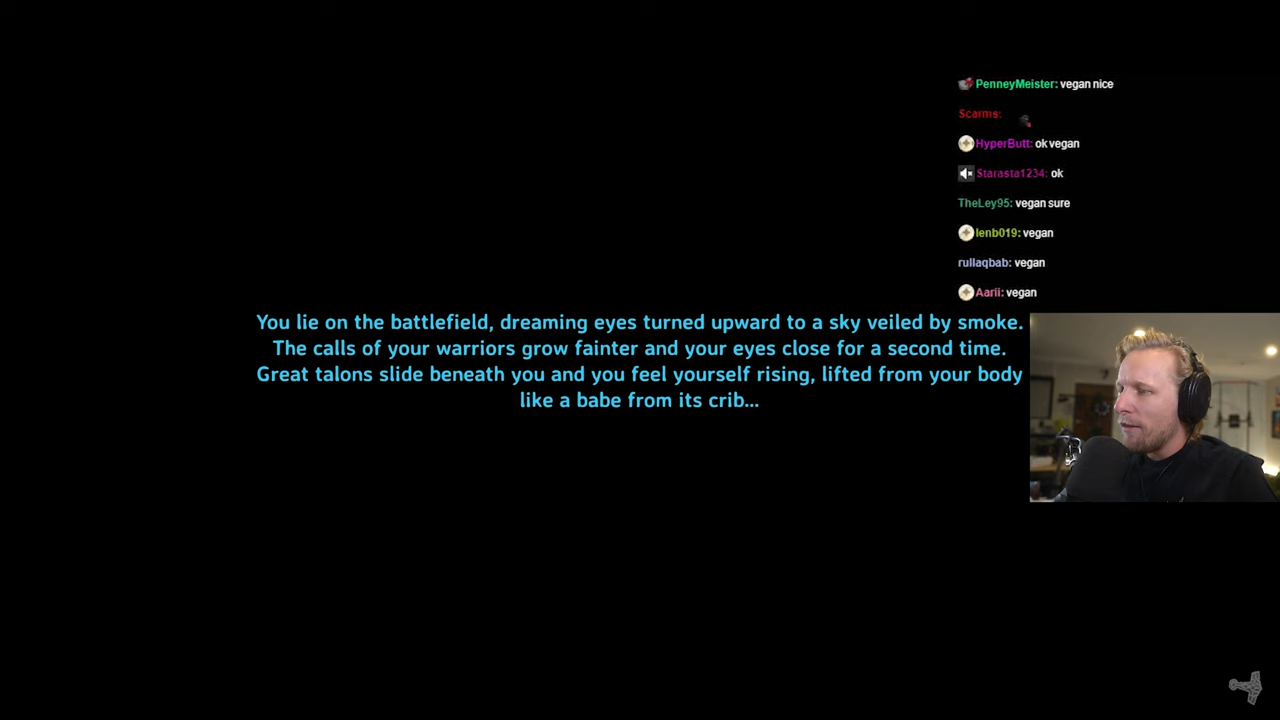 PenneyMeister: vegan nice
Scarms:
HyperButt: ok vegan
Starasta1234: ok
TheLey95: vegan sure
lenb019: vegan
rullaqbab: vegan
Aarii: vegan
You lie on the battlefield, dreaming eyes turned upward to a sky veiled by smoke.
The calls of your warriors grow fainter and your eyes close for a second time.
Great talons slide beneath you and you feel yourself rising, lifted from your body
like a babe from its crib...